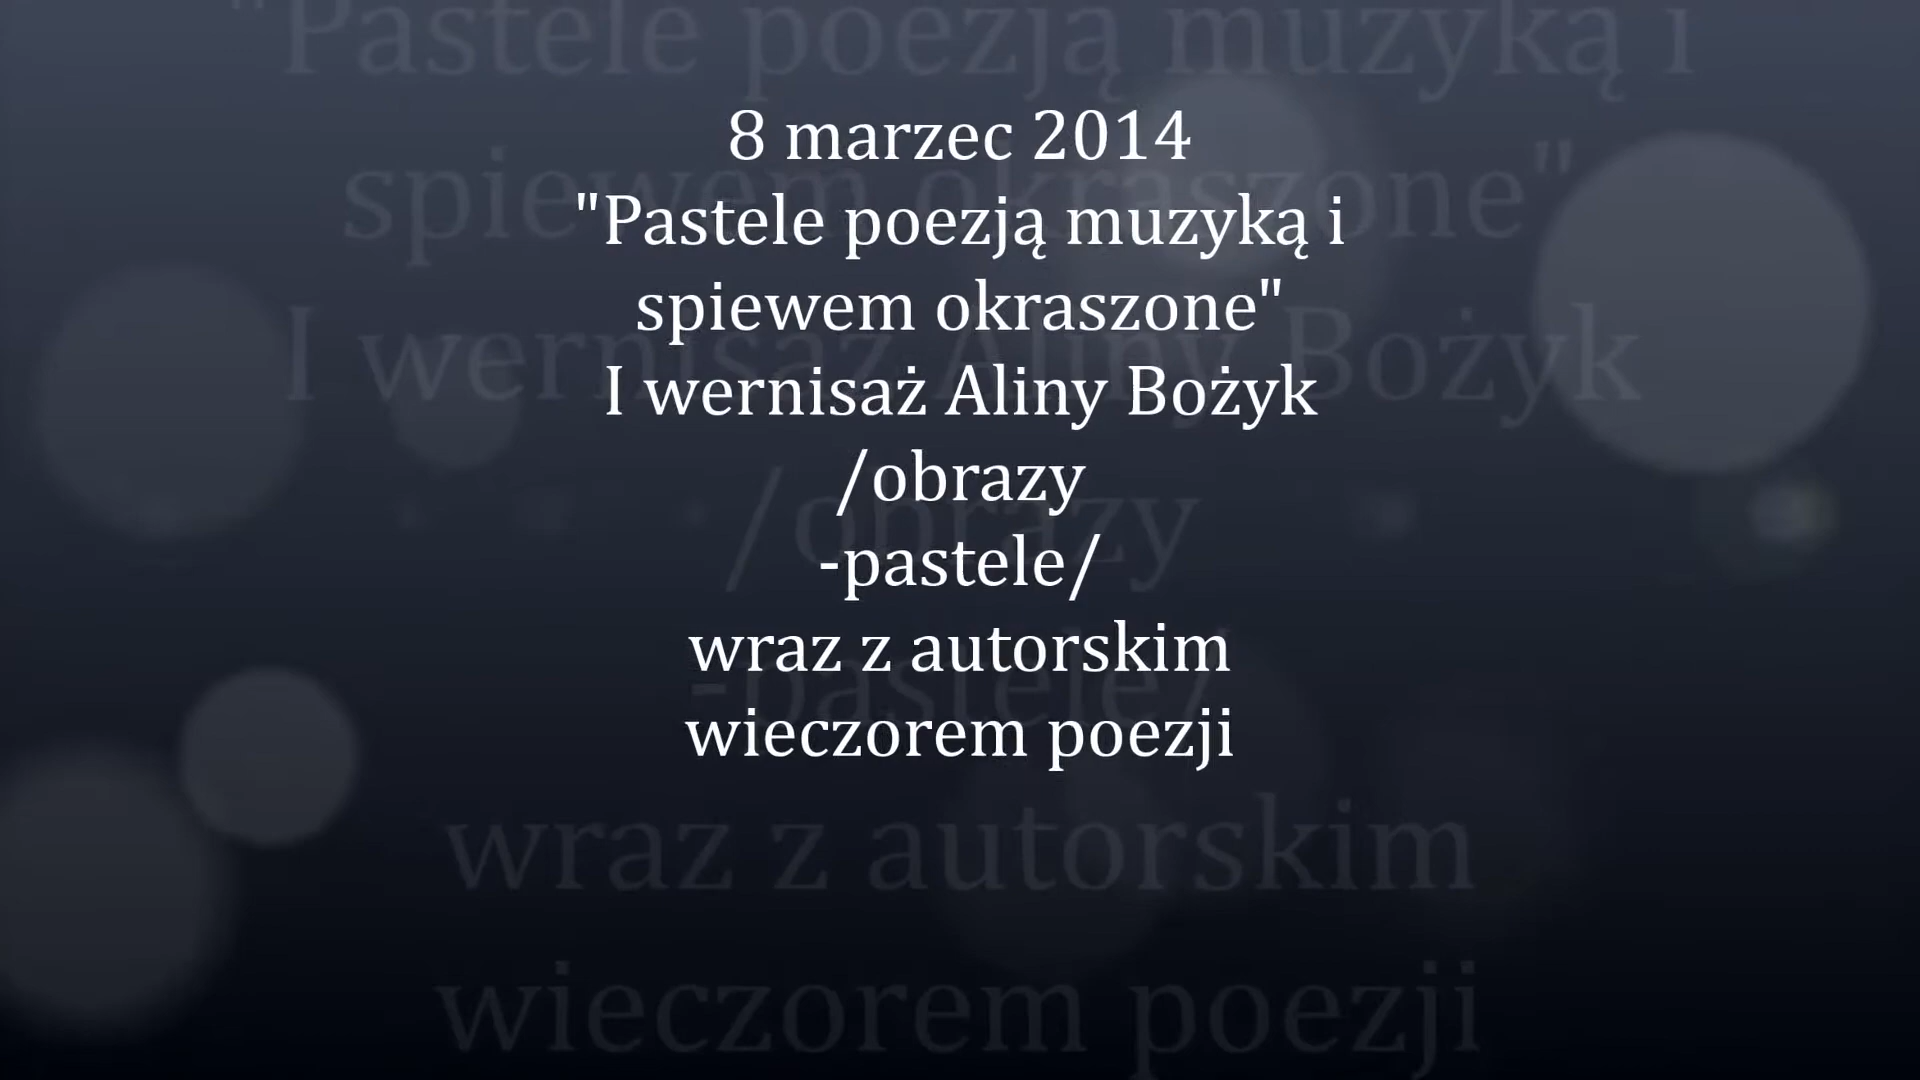 8 marzec 2014
"Pastele poezją muzyką i
spiewem okraszone"
I wernisaż Aliny Bożyk
/obrazy
-pastele/
wraz z autorskim
wieczorem poezji